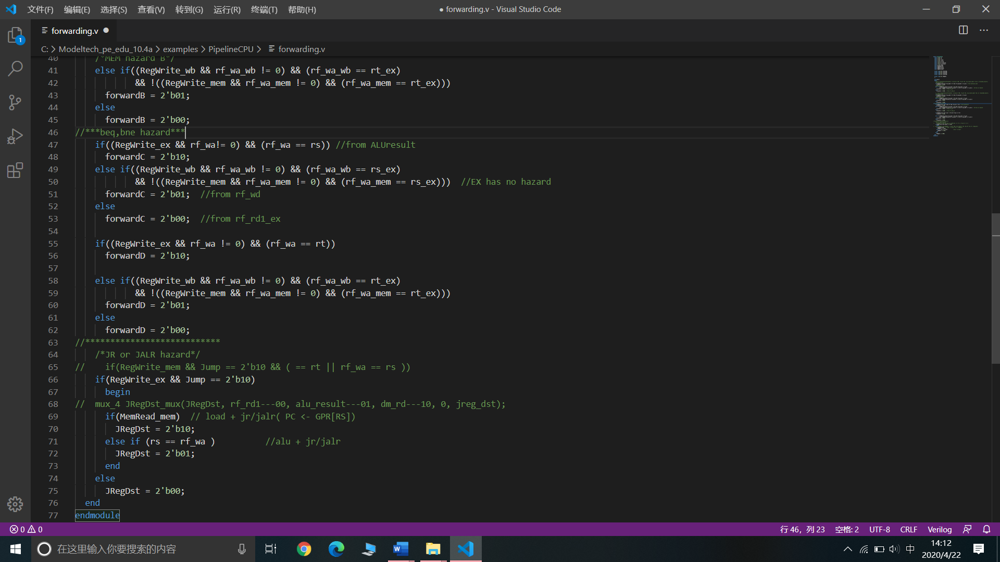 文件(F) 编辑(E) 选择(S) 查看(V) 转到(G) 运行(R) 终端(T) 帮助(H) ● forwarding.v - Visual Studio Code
forwarding.v ●
C: > Modeltech_pe_edu_10.4a > examples > PipelineCPU > forwarding.v
1
40 /*MEM hazard B*/
41 else if((RegWrite_wb && rf_wa_wb != 0) && (rf_wa_wb == rt_ex)
42 && !((RegWrite_mem && rf_wa_mem != 0) && (rf_wa_mem == rt_ex)))
43 forwardB = 2'b01;
44 else
45 forwardB = 2'b00;
46 //***beq,bne hazard***
47 if((RegWrite_ex && rf_wa!= 0) && (rf_wa == rs)) //from ALUresult
48 forwardC = 2'b10;
49 else if((RegWrite_wb && rf_wa_wb != 0) && (rf_wa_wb == rs_ex)
50 && !((RegWrite_mem && rf_wa_mem != 0) && (rf_wa_mem == rs_ex))) //EX has no hazard
51 forwardC = 2'b01; //from rf_wd
52 else
53 forwardC = 2'b00; //from rf_rd1_ex
54
55 if((RegWrite_ex && rf_wa != 0) && (rf_wa == rt))
56 forwardD = 2'b10;
57
58 else if((RegWrite_wb && rf_wa_wb != 0) && (rf_wa_wb == rt_ex)
59 && !((RegWrite_mem && rf_wa_mem != 0) && (rf_wa_mem == rt_ex)))
60 forwardD = 2'b01;
61 else
62 forwardD = 2'b00;
63 //***************************
64 /*JR or JALR hazard*/
65 // if(RegWrite_mem && Jump == 2'b10 && ( == rt || rf_wa == rs ))
66 if(RegWrite_ex && Jump == 2'b10)
67 begin
68 // mux_4 JRegDst_mux(JRegDst, rf_rd1---00, alu_result---01, dm_rd---10, 0, jreg_dst);
69 if(MemRead_mem) // load + jr/jalr( PC <- GPR[RS])
70 JRegDst = 2'b10;
71 else if (rs == rf_wa ) //alu + jr/jalr
72 JRegDst = 2'b01;
73 end
74 else
75 JRegDst = 2'b00;
76 end
77 endmodule
0 0 行 46，列 23 空格: 2 UTF-8 CRLF Verilog
在这里输入你要搜索的内容
中 14:12
2020/4/22